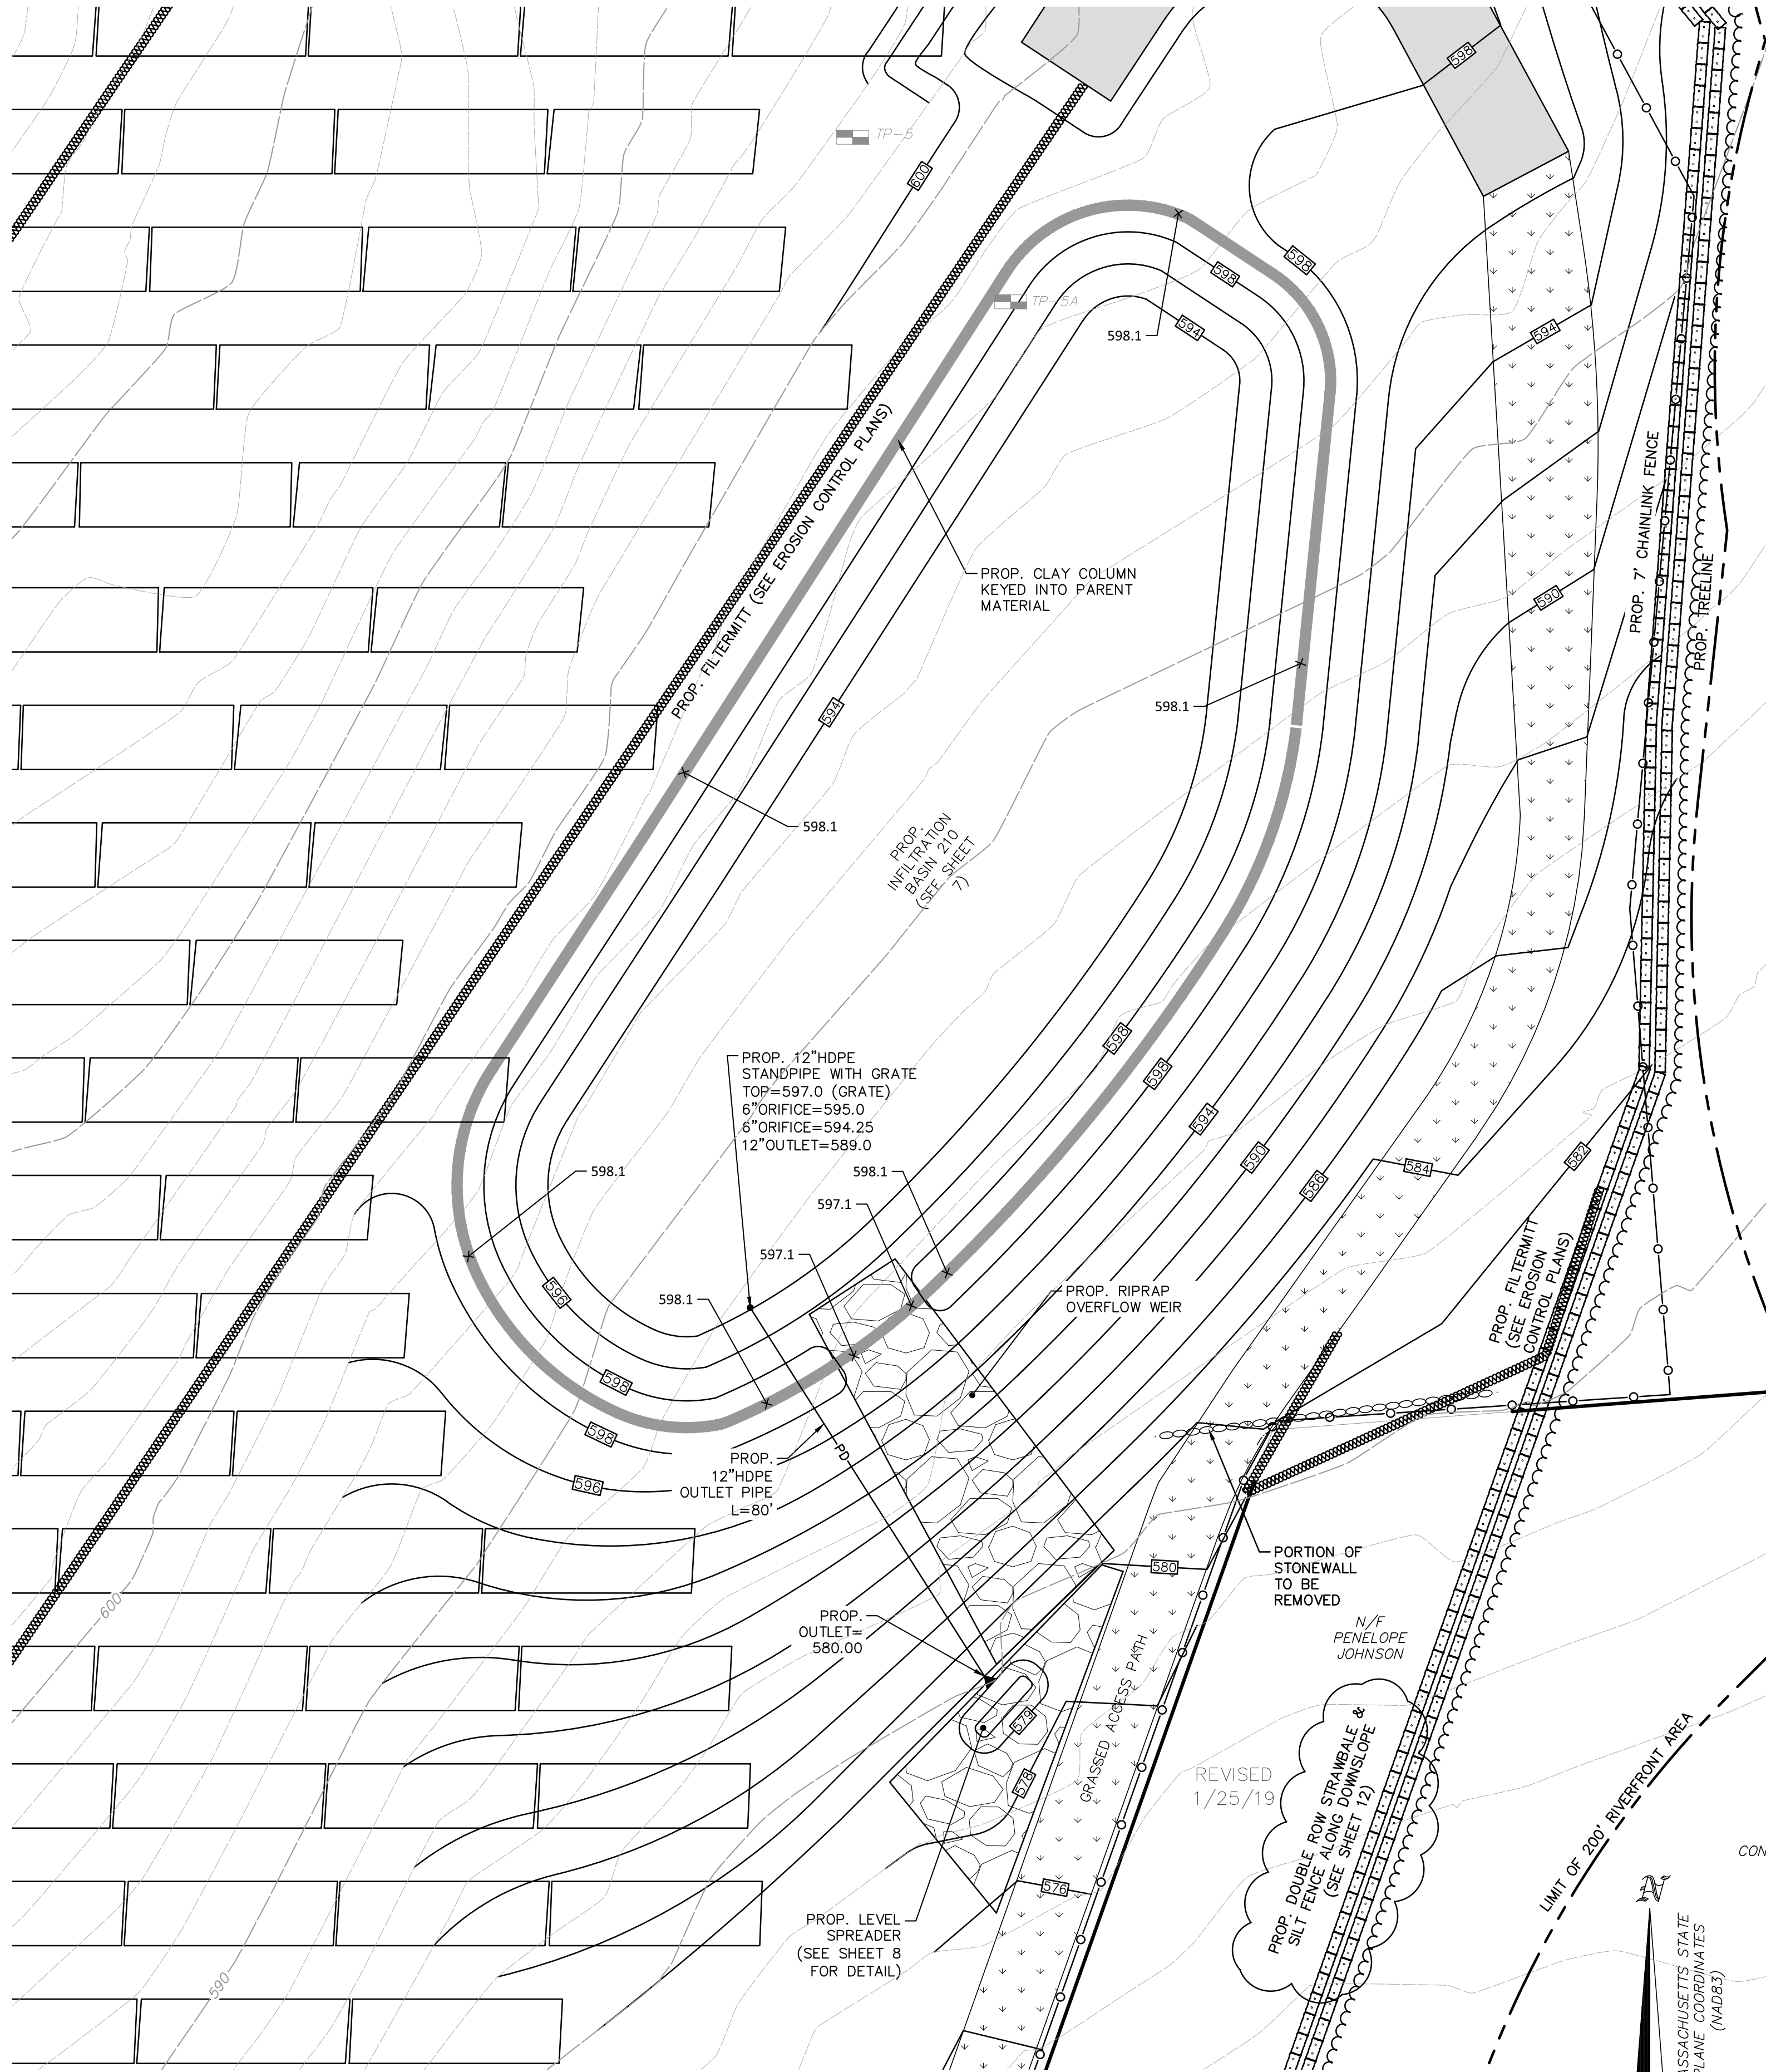 598
TP-5
600
598
598
TP-5A
594
598.1
594
PROP. FILTERMITT (SEE EROSION CONTROL PLANS)
PROP. 7' CHAINLINK FENCE
PROP. TREELINE
PROP. CLAY COLUMN
KEYED INTO PARENT
MATERIAL
590
594
598.1
598.1
PROP.
INFILTRATION
BASIN 210
(SEE SHEET
7)
598
598
594
590
586
584
582
PROP. 12"HDPE
STANDPIPE WITH GRATE
TOP=597.0 (GRATE)
6"ORIFICE=595.0
6"ORIFICE=594.25
12"OUTLET=589.0
598.1
598.1
597.1
597.1
598.1
596
598
598
596
PROP. RIPRAP
OVERFLOW WEIR
PROP. FILTERMITT
(SEE EROSION
CONTROL PLANS)
PROP.
12"HDPE
OUTLET PIPE
L=80'
PD
580
PORTION OF
STONEWALL
TO BE
REMOVED
600
PROP.
OUTLET=
580.00
N/F
PENELOPE
JOHNSON
GRASSED ACCESS PATH
579
578
REVISED
1/25/19
PROP. DOUBLE ROW STRAWBALE &
SILT FENCE ALONG DOWNSLOPE
(SEE SHEET 12)
LIMIT OF 200' RIVERFRONT AREA
CON
576
PROP. LEVEL
SPREADER
(SEE SHEET 8
FOR DETAIL)
590
N
ASSACHUSETTS STATE
PLANE COORDINATES
(NAD83)